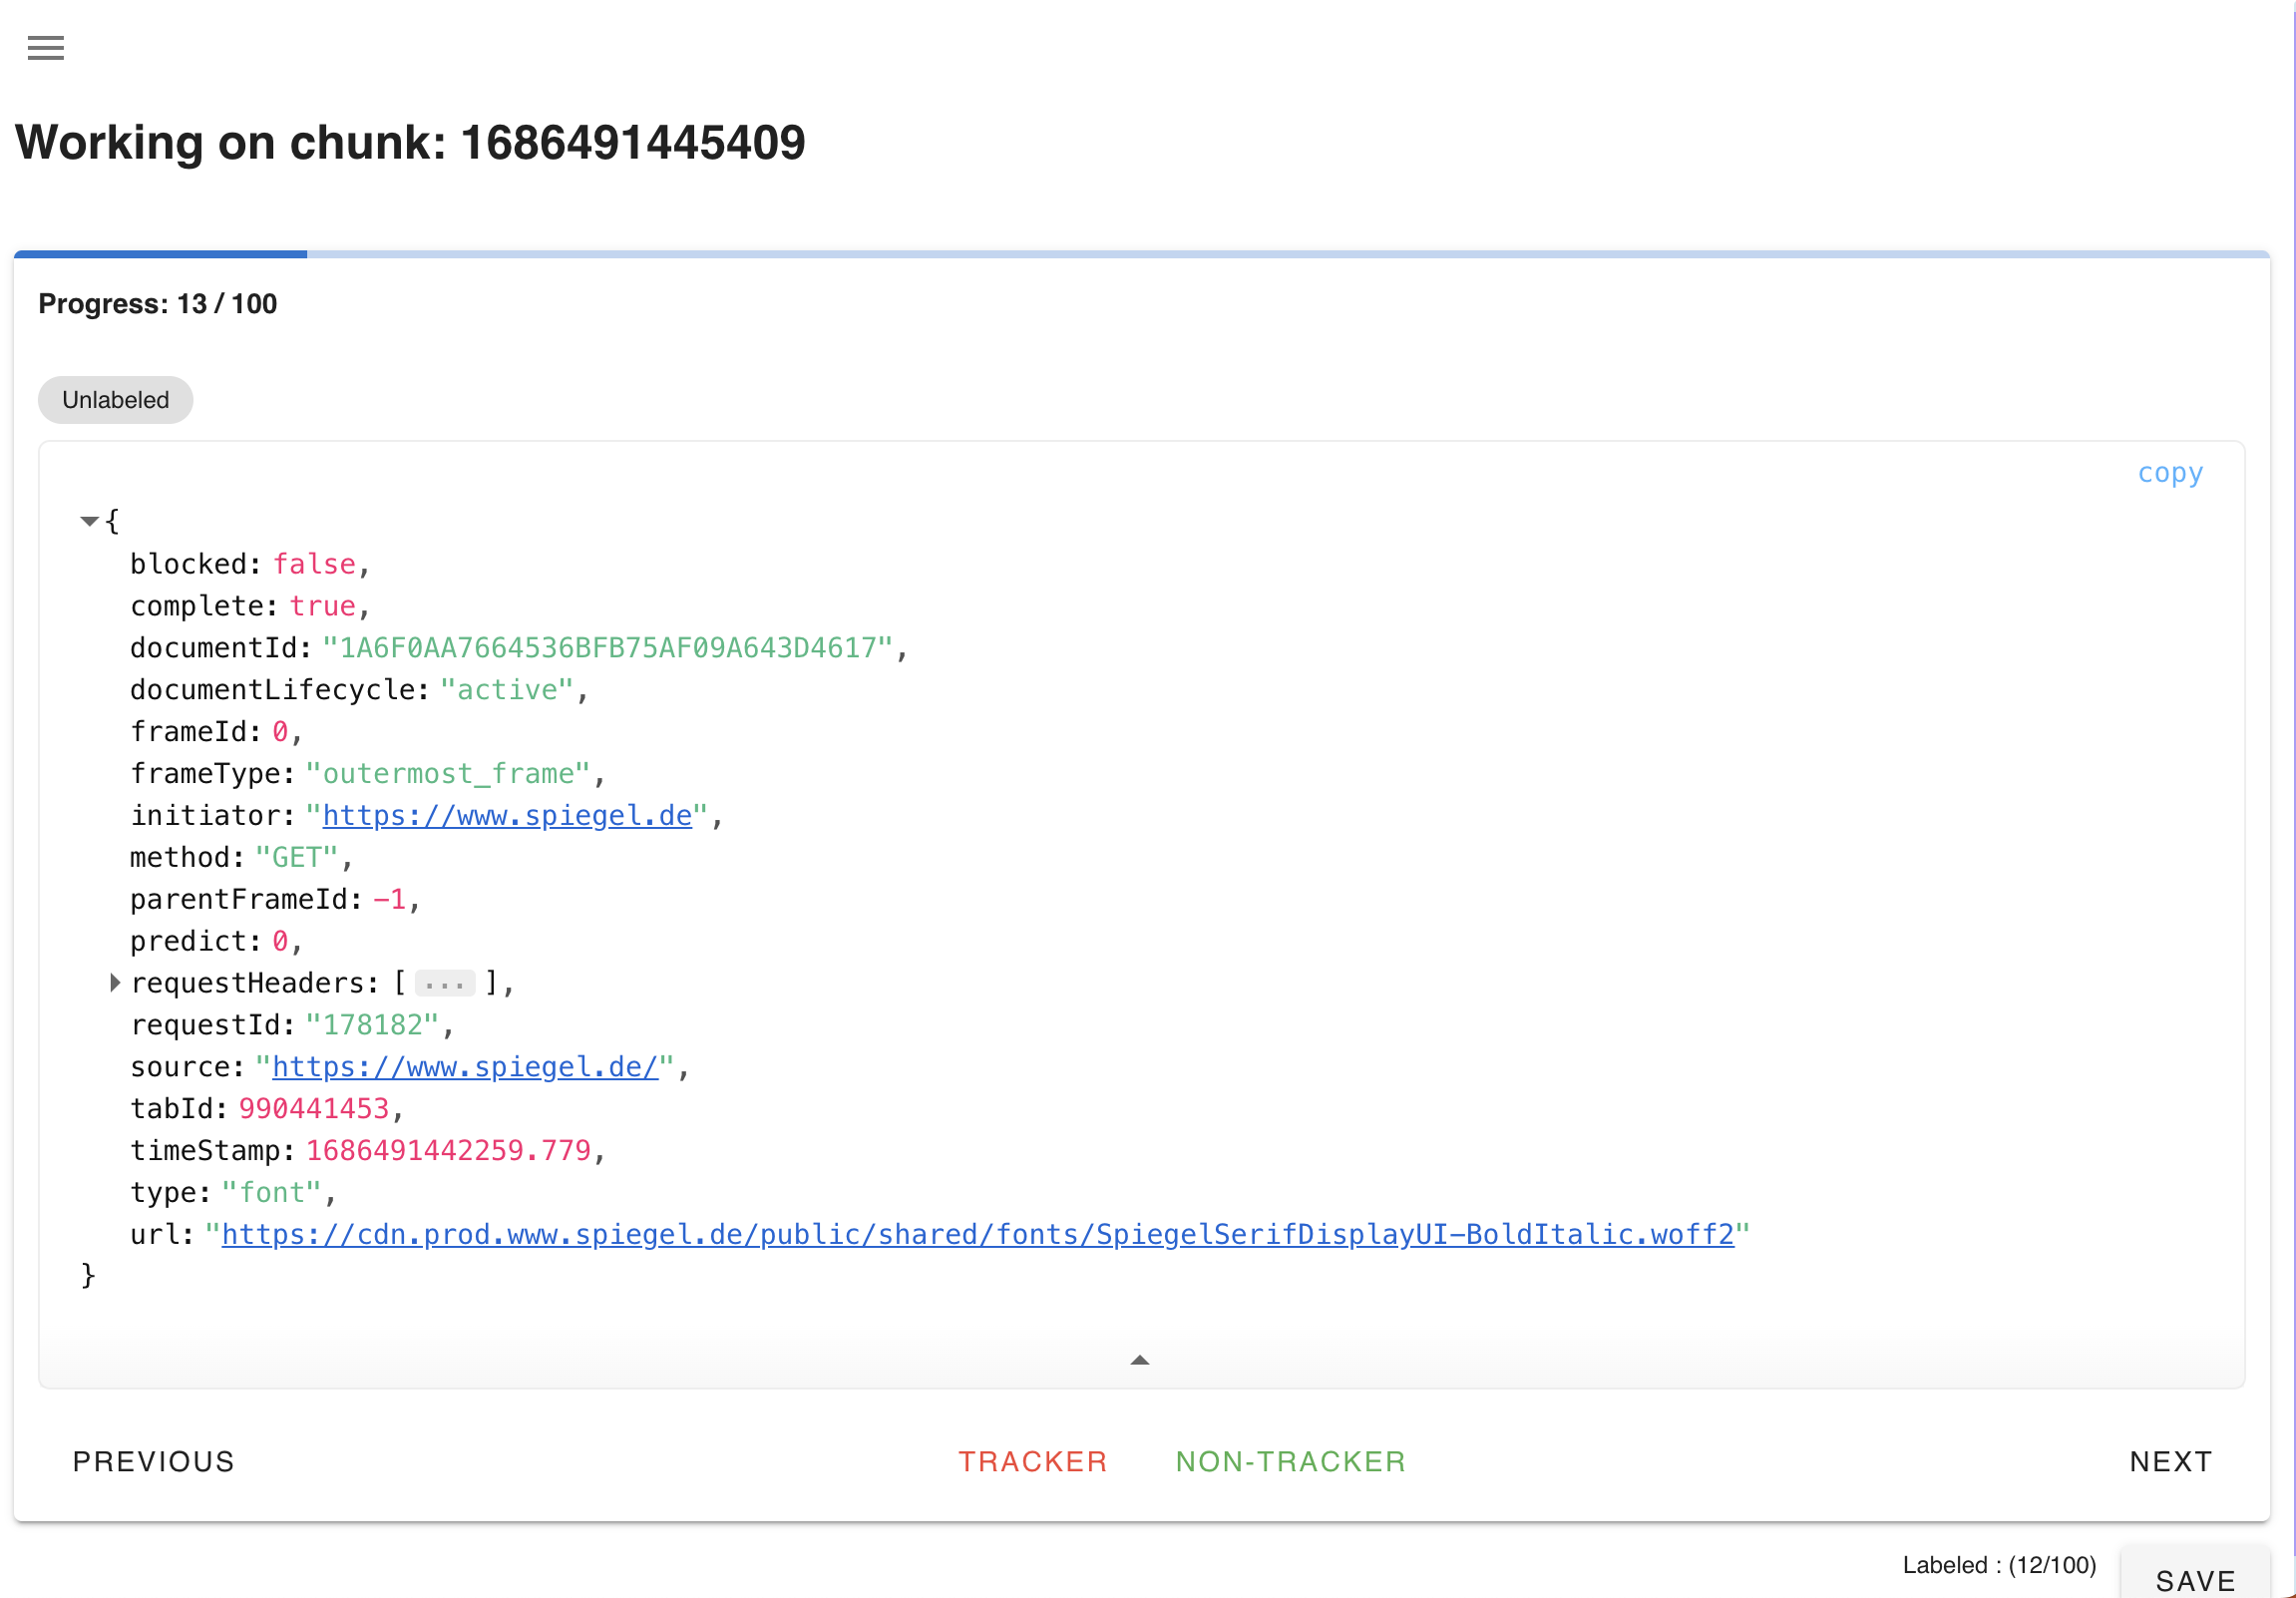 Working on chunk: 1686491445409
Progress: 13 / 100
Unlabeled
copy
{
blocked: false,
complete: true,
documentId: "1A6F0AA7664536BFB75AF09A643D4617",
documentLifecycle: "active",
frameId: 0,
frameType: "outermost_frame",
initiator: "https://www.spiegel.de",
method: "GET",
parentFrameId: -1,
predict: 0,
requestHeaders: [ ... ],
requestId: "178182",
source: "https://www.spiegel.de/",
tabId: 990441453,
timeStamp: 1686491442259.779,
type: "font",
url: "https://cdn.prod.www.spiegel.de/public/shared/fonts/SpiegelSerifDisplayUI-BoldItalic.woff2"
}
PREVIOUS TRACKER NON-TRACKER NEXT
Labeled : (12/100) SAVE